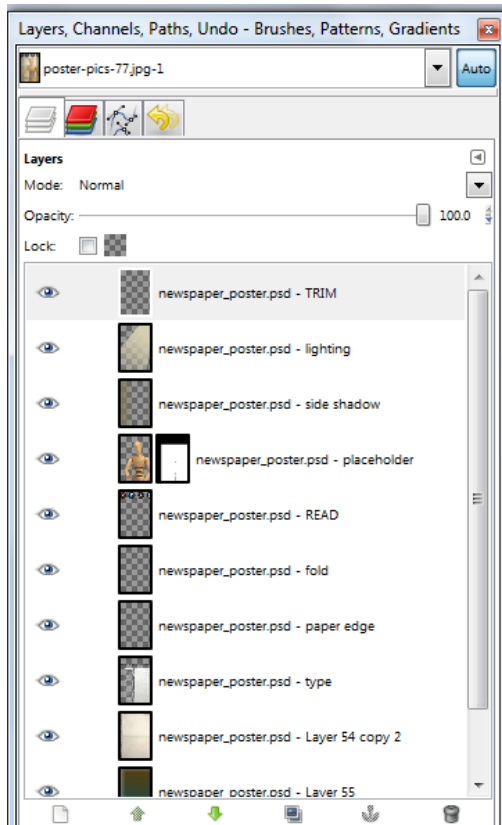 Layers, Channels, Paths, Undo - Brushes, Patterns, Gradients
poster-pics-77.jpg-1
Auto
Layers
Mode: Normal
Opacity: 100.0
Lock:
newspaper_poster.psd - TRIM
newspaper_poster.psd - lighting
newspaper_poster.psd - side shadow
newspaper_poster.psd - placeholder
newspaper_poster.psd - READ
newspaper_poster.psd - fold
newspaper_poster.psd - paper edge
newspaper_poster.psd - type
newspaper_poster.psd - Layer 54 copy 2
newspaper_poster.psd - Layer 55